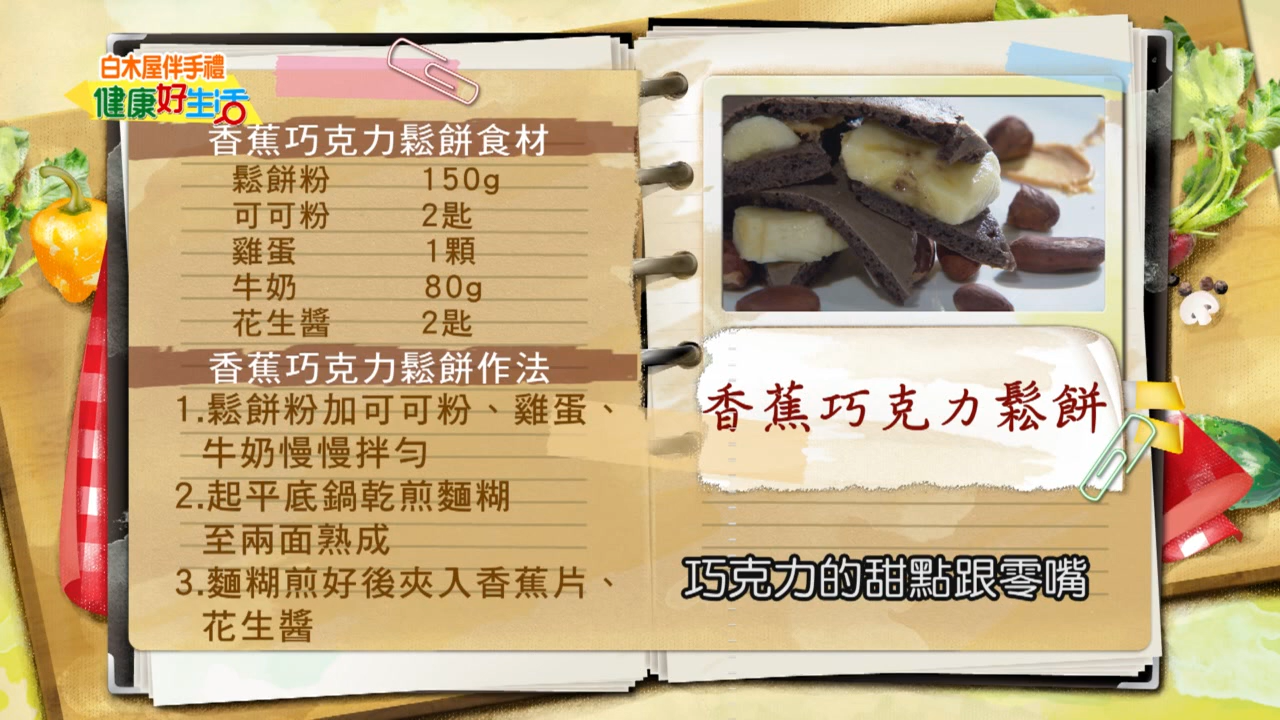 白木屋伴手禮
健康好生活
香蕉巧克力鬆餅食材
鬆餅粉 150g
可可粉 2匙
雞蛋 1顆
牛奶 80g
花生醬 2匙
香蕉巧克力鬆餅作法
1.鬆餅粉加可可粉、雞蛋、
牛奶慢慢拌勻
2.起平底鍋乾煎麵糊
至兩面熟成
3.麵糊煎好後夾入香蕉片、
花生醬
香蕉巧克力鬆餅
巧克力的甜點跟零嘴